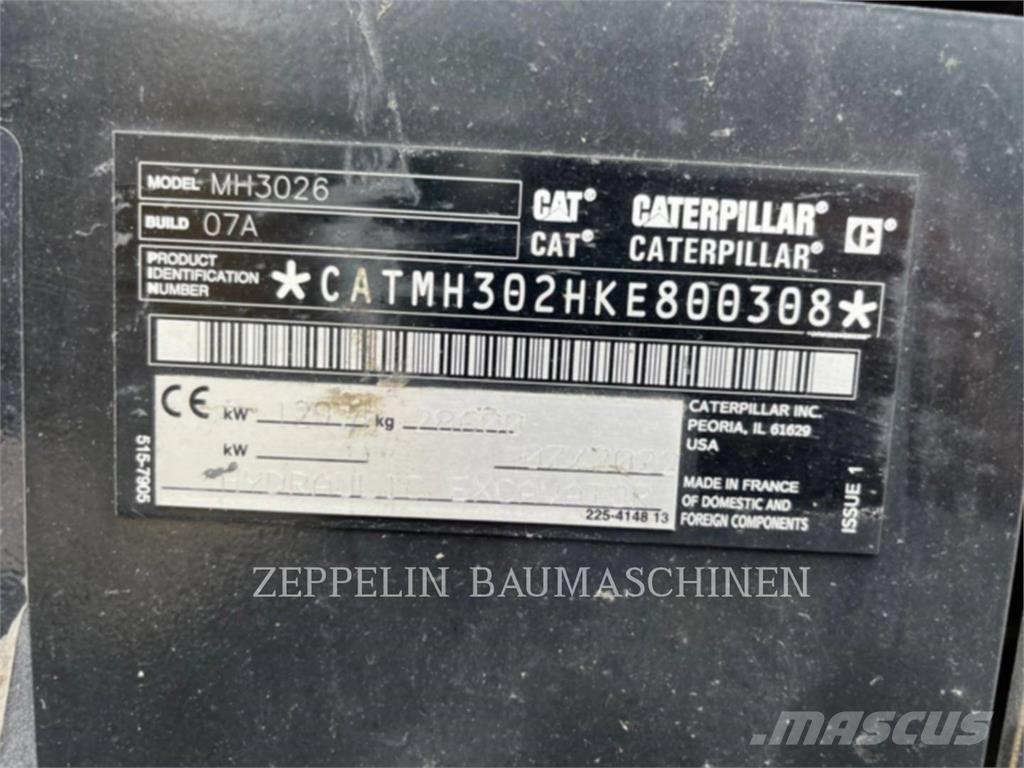 MODEL MH3026
BUILD 07A
PRODUCT IDENTIFICATION NUMBER *CATMH302HKE800308*
CAT® CATERPILLAR®
CAT® CATERPILLAR®
CE kW kg
kW
HYDRAULIC EXCAVATOR
225-4148 13
515-7905
CATERPILLAR INC.
PEORIA, IL 61629
USA
MADE IN FRANCE
OF DOMESTIC AND
FOREIGN COMPONENTS
ISSUE 1
ZEPPELIN BAUMASCHINEN
MASCUS